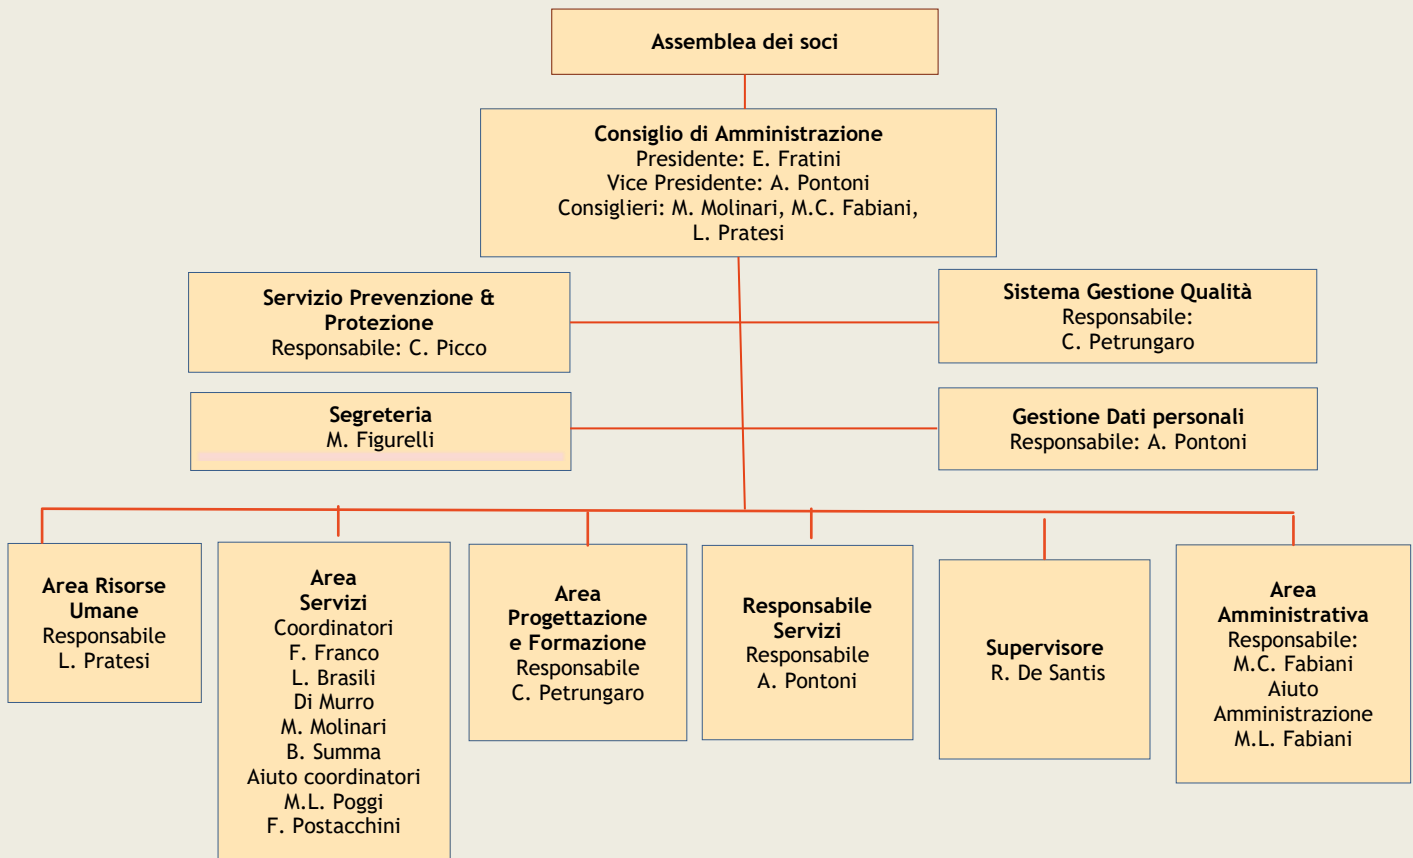 Assemblea dei soci
Consiglio di Amministrazione
Presidente: E. Fratini
Vice Presidente: A. Pontoni
Consiglieri: M. Molinari, M.C. Fabiani,
L. Pratesi
Servizio Prevenzione &
Protezione
Responsabile: C. Picco
Sistema Gestione Qualità
Responsabile:
C. Petrungaro
Segreteria
M. Figurelli
Gestione Dati personali
Responsabile: A. Pontoni
Area Risorse
Umane
Responsabile
L. Pratesi
Area
Servizi
Coordinatori
F. Franco
L. Brasili
Di Murro
M. Molinari
B. Summa
Aiuto coordinatori
M.L. Poggi
F. Postacchini
Area
Progettazione
e Formazione
Responsabile
C. Petrungaro
Responsabile
Servizi
Responsabile
A. Pontoni
Supervisore
R. De Santis
Area
Amministrativa
Responsabile:
M.C. Fabiani
Aiuto
Amministrazione
M.L. Fabiani